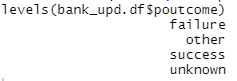 levels(bank_upd.df$poutcome)
failure
other
success
unknown